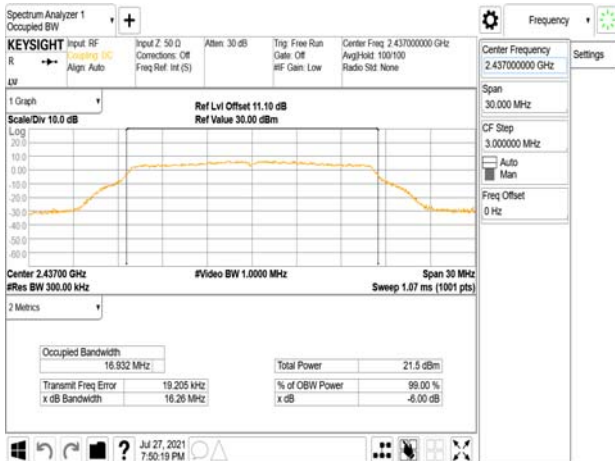 Spectrum Analyzer 1
Occupied BW
Frequency
KEYSIGHT
Input: RF
Coupling: DC
Align: Auto
Input Z: 50 Ω
Corrections: Off
Freq Ref: Int (S)
Atten: 30 dB
Trig: Free Run
Gate: Off
#IF Gain: Low
Center Freq: 2.437000000 GHz
Avg|Hold: 100/100
Radio Std: None
R
Center Frequency
2.437000000 GHz
Settings
Span
30.000 MHz
CF Step
3.000000 MHz
Auto
Man
Freq Offset
0 Hz
1 Graph
Scale/Div 10.0 dB
Ref Lvl Offset 11.10 dB
Ref Value 30.00 dBm
Log
20.0
10.0
0.00
-10.0
-20.0
-30.0
-40.0
-50.0
-60.0
Center 2.43700 GHz
#Video BW 1.0000 MHz
Span 30 MHz
#Res BW 300.00 kHz
Sweep 1.07 ms (1001 pts)
2 Metrics
Occupied Bandwidth
16.932 MHz
Total Power 21.5 dBm
Transmit Freq Error 19.205 kHz
% of OBW Power 99.00 %
x dB Bandwidth 16.26 MHz
x dB -6.00 dB
?
Jul 27, 2021
7:50:19 PM